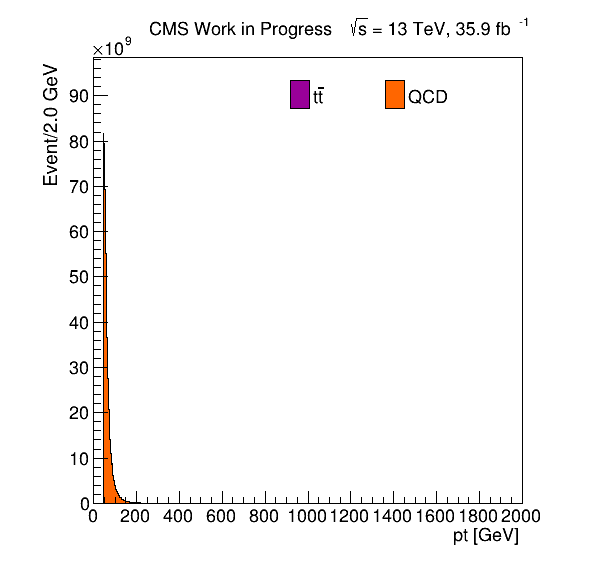 CMS Work in Progress √s = 13 TeV, 35.9 fb⁻¹
×10⁹
Event/2.0 GeV
tt̄
QCD
90
80
70
60
50
40
30
20
10
0
0 200 400 600 800 1000 1200 1400 1600 1800 2000
pt [GeV]